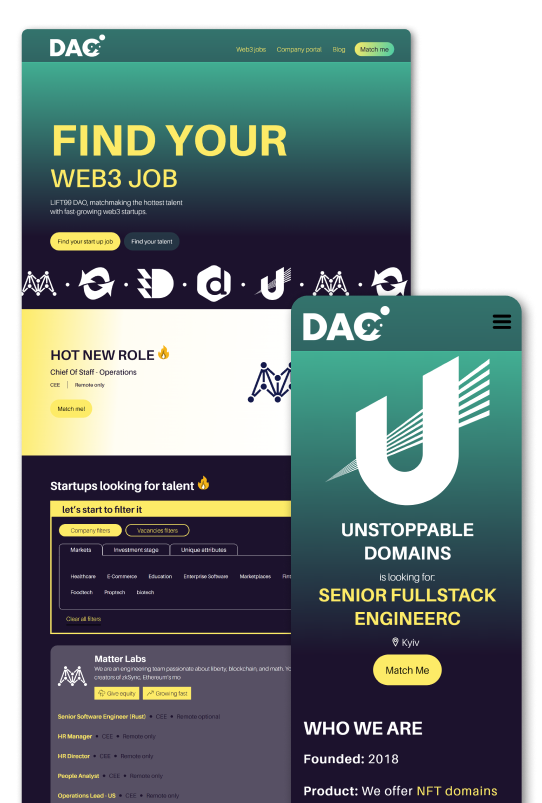 DAO
Web3 jobs Company portal Blog Match me
FIND YOUR
WEB3 JOB
LIFT99 DAO, matchmaking the hottest talent
with fast-growing web3 startups.
Find your start up job Find your talent
HOT NEW ROLE
Chief Of Staff - Operations
CEE Remote only
Match me!
Startups looking for talent
let's start to filter it
Company filters Vacancies filters
Markets Investment stage Unique attributes
Healthcare E-Commerce Education Enterprise Software Marketplaces
Foodtech Proptech biotech
Clear all filters
Matter Labs
We are an engineering team passionate about liberty, blockchain, and math.
creators of zkSync, Ethereum's mo
Give equity Growing fast
Senior Software Engineer (Rust) • CEE • Remote optional
HR Manager • CEE • Remote only
HR Director • CEE • Remote only
People Analyst • CEE • Remote only
Operations Lead - US • CEE • Remote only
DAO
UNSTOPPABLE
DOMAINS
is looking for:
SENIOR FULLSTACK
ENGINEERC
Kyiv
Match Me
WHO WE ARE
Founded: 2018
Product: We offer NFT domains